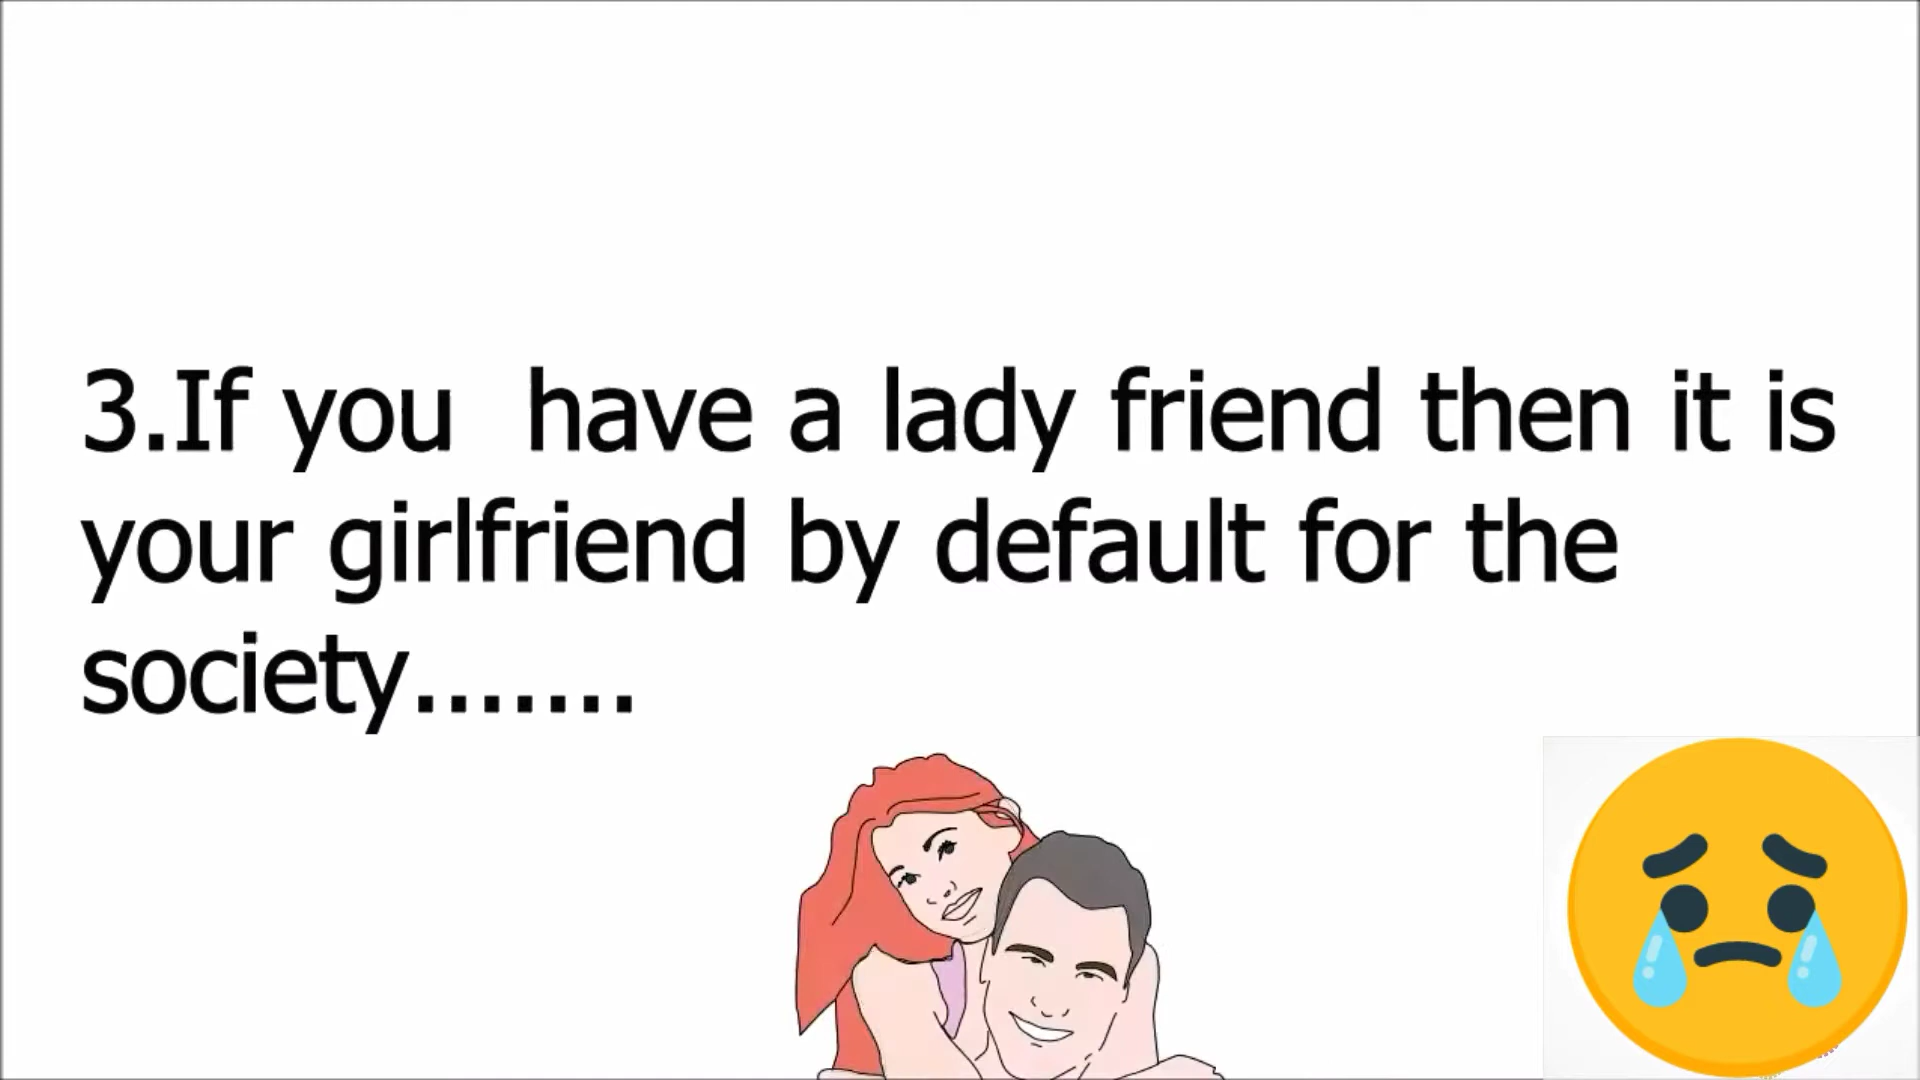 3.If you  have a lady friend then it is
your girlfriend by default for the
society.......